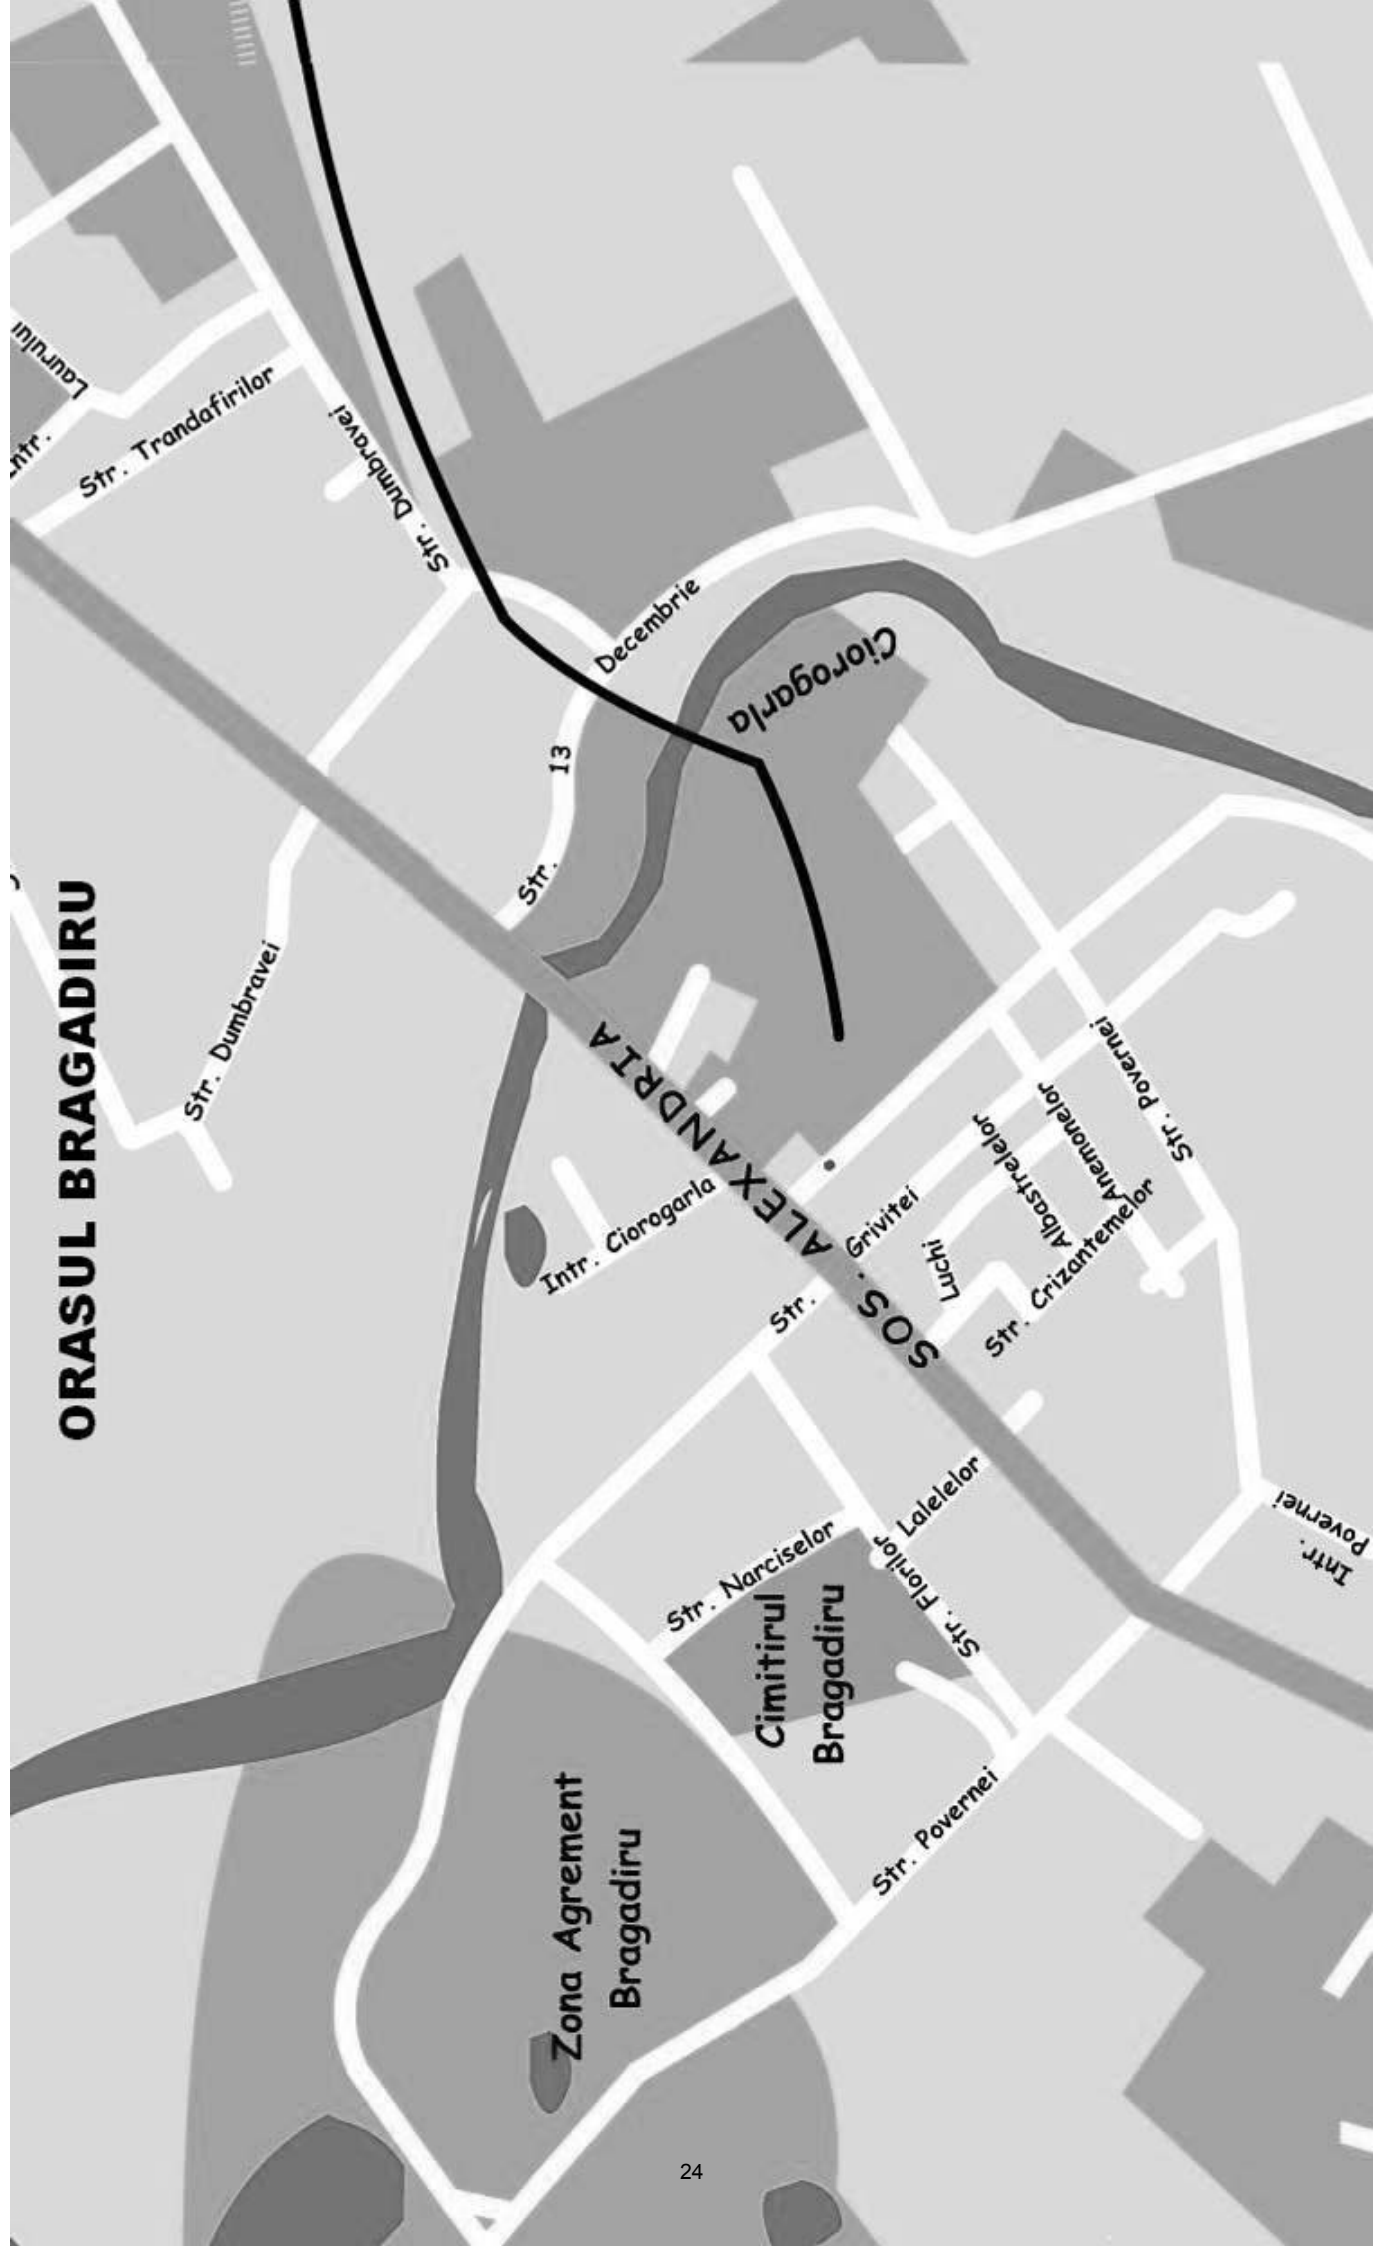 ORASUL BRAGADIRU
Laurului
Intr.
Str. Trandafirilor
Str. Dumbravei
Str. 13 Decembrie
Ciorogarla
Str. Dumbravei
SOS. ALEXANDRIA
Intr. Ciorogarla
Str. Grivitei
Luchi
Albastrelelor
Anemonelor
Str. Crizantemelor
Str. Povernei
Lalelelor
Str. Narciselor
Str. Florilor
Cimitirul
Bragadiru
Intr.
Povernei
Str. Povernei
Zona Agrement
Bragadiru
24